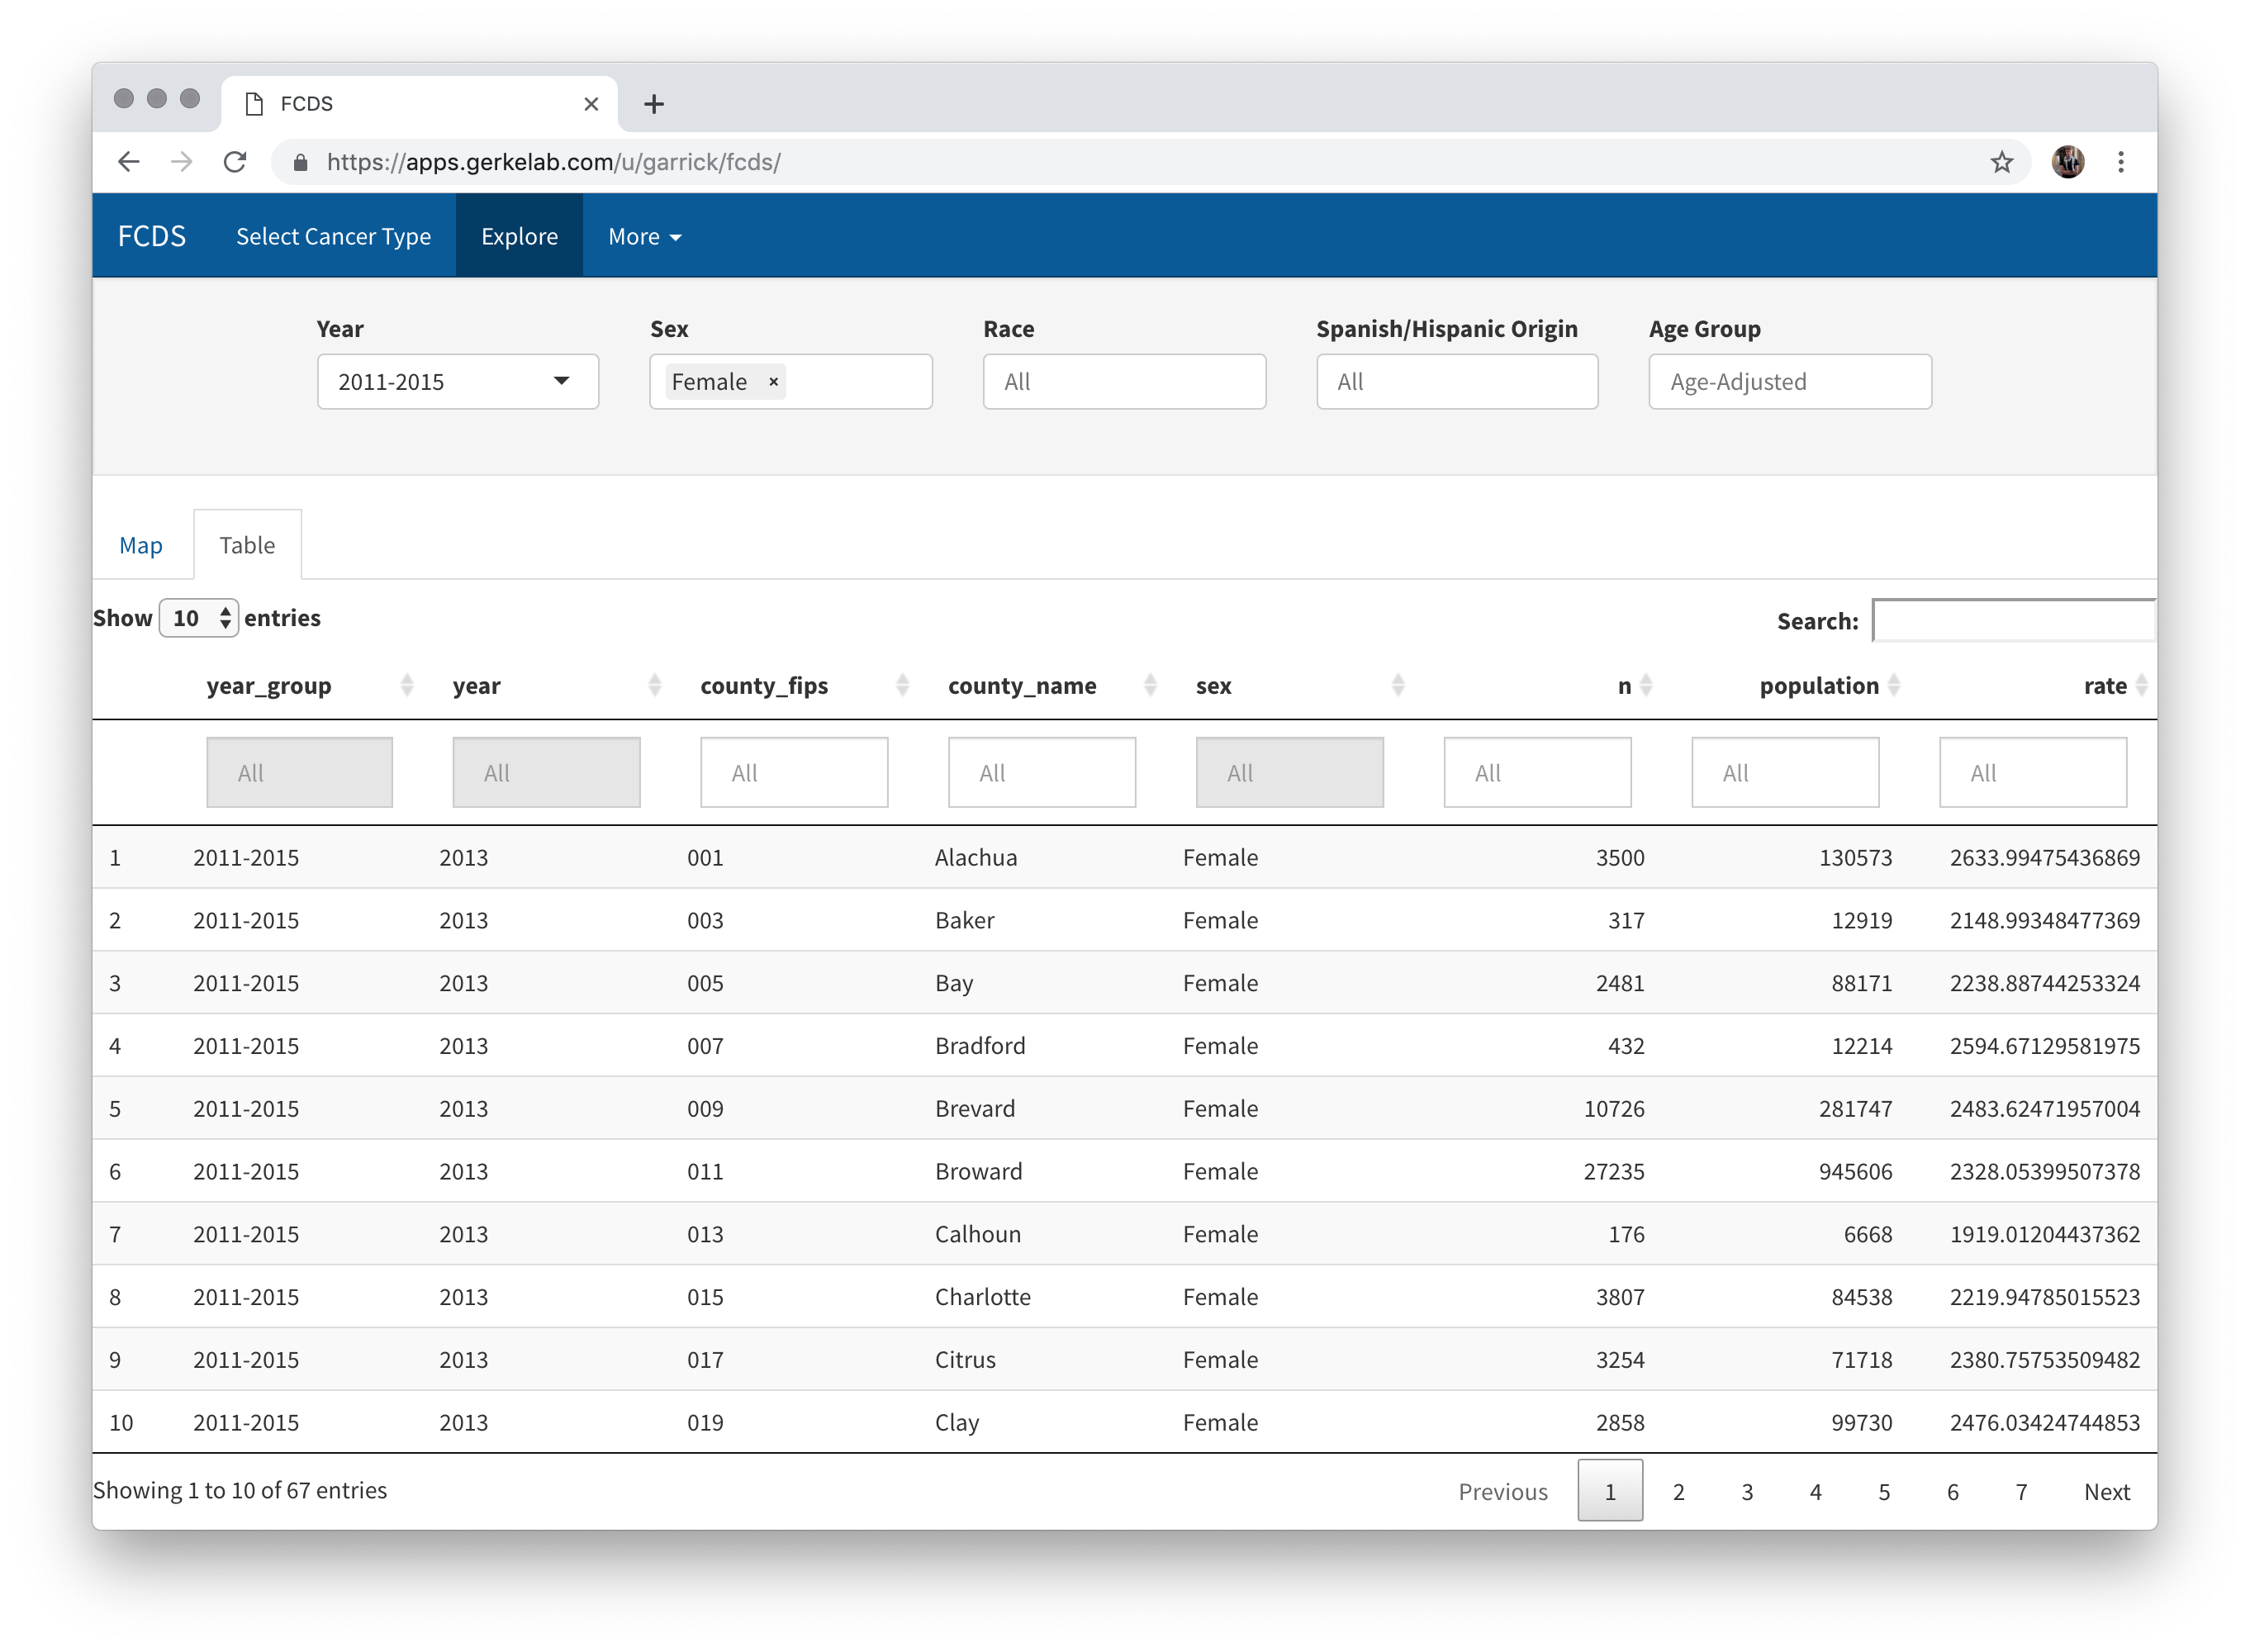 FCDS
https://apps.gerkelab.com/u/garrick/fcds/
FCDS Select Cancer Type Explore More
Year Sex Race Spanish/Hispanic Origin Age Group
2011-2015 Female × All All Age-Adjusted
Map Table
Show 10 entries Search:
year_group year county_fips county_name sex n population rate
All All All All All All All All
1 2011-2015 2013 001 Alachua Female 3500 130573 2633.99475436869
2 2011-2015 2013 003 Baker Female 317 12919 2148.99348477369
3 2011-2015 2013 005 Bay Female 2481 88171 2238.88744253324
4 2011-2015 2013 007 Bradford Female 432 12214 2594.67129581975
5 2011-2015 2013 009 Brevard Female 10726 281747 2483.62471957004
6 2011-2015 2013 011 Broward Female 27235 945606 2328.05399507378
7 2011-2015 2013 013 Calhoun Female 176 6668 1919.01204437362
8 2011-2015 2013 015 Charlotte Female 3807 84538 2219.94785015523
9 2011-2015 2013 017 Citrus Female 3254 71718 2380.75753509482
10 2011-2015 2013 019 Clay Female 2858 99730 2476.03424744853
Showing 1 to 10 of 67 entries Previous 1 2 3 4 5 6 7 Next